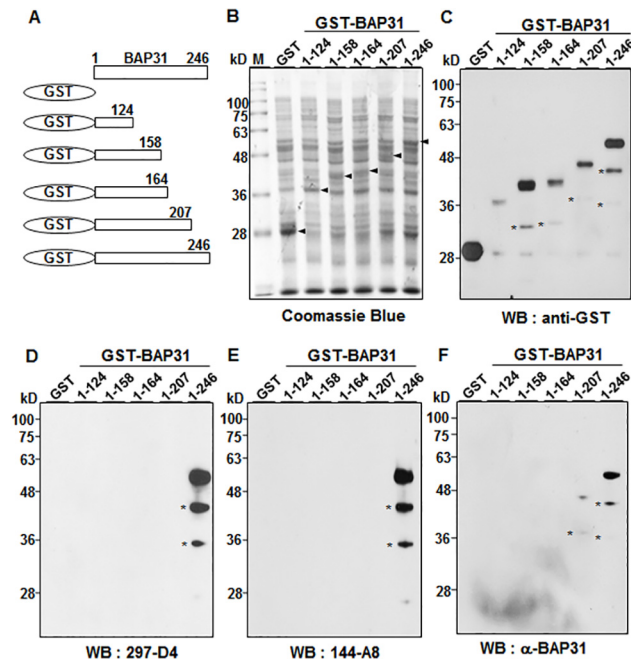 A
1 BAP31 246
GST
GST 124
GST 158
GST 164
GST 207
GST 246
B
GST-BAP31
kD M GST 1-124 1-158 1-164 1-207 1-246
100
75
63
48
36
28
Coomassie Blue
C
GST-BAP31
kD GST 1-124 1-158 1-164 1-207 1-246
100
75
63
48
*
36 * *
* *
28
WB : anti-GST
D
GST-BAP31
kD GST 1-124 1-158 1-164 1-207 1-246
100
75
63
48
*
36 *
28
WB : 297-D4
E
GST-BAP31
kD GST 1-124 1-158 1-164 1-207 1-246
100
75
63
48
*
36 *
28
WB : 144-A8
F
GST-BAP31
kD GST 1-124 1-158 1-164 1-207 1-246
100
75
63
48
*
36 * *
28
WB : α-BAP31